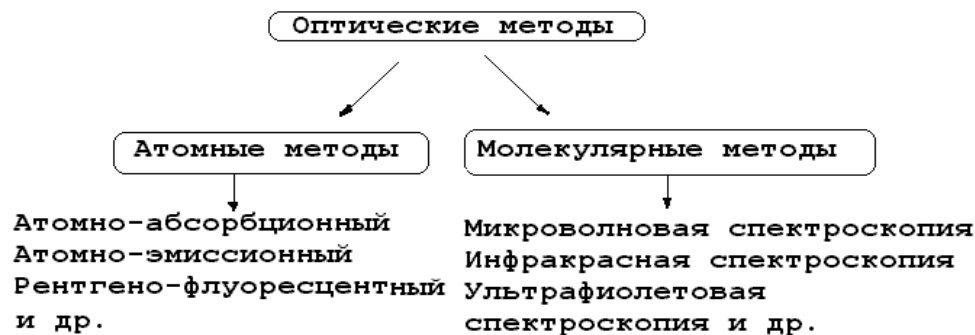 Оптические методы
Атомные методы
Молекулярные методы
Атомно-абсорбционный
Атомно-эмиссионный
Рентгено-флуоресцентный
и др.
Микроволновая спектроскопия
Инфракрасная спектроскопия
Ультрафиолетовая
спектроскопия и др.